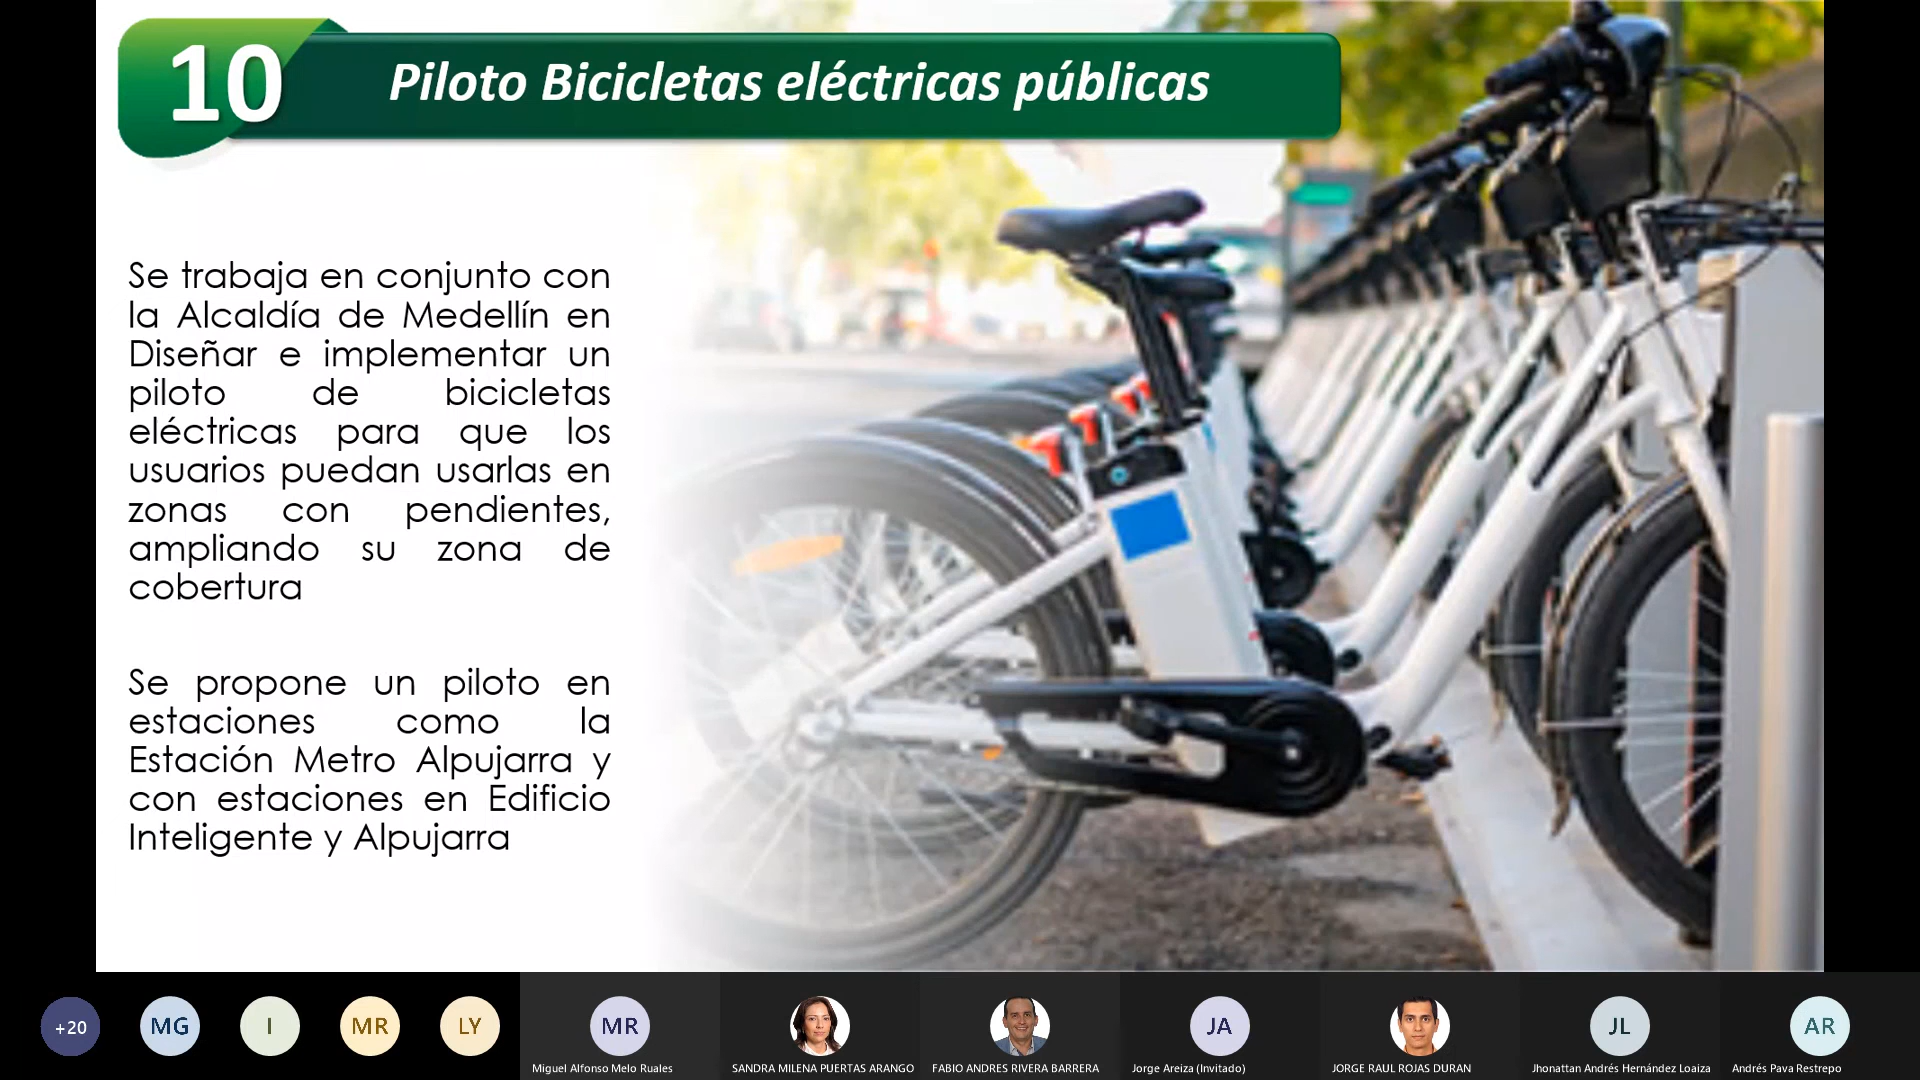 10
Piloto Bicicletas eléctricas públicas
Se trabaja en conjunto con
la Alcaldía de Medellín en
Diseñar e implementar un
piloto de bicicletas
eléctricas para que los
usuarios puedan usarlas en
zonas con pendientes,
ampliando su zona de
cobertura
Se propone un piloto en
estaciones como la
Estación Metro Alpujarra y
con estaciones en Edificio
Inteligente y Alpujarra
+20
MG
I
MR
LY
MR
JA
JL
AR
Miguel Alfonso Melo Ruales
SANDRA MILENA PUERTAS ARANGO
FABIO ANDRES RIVERA BARRERA
Jorge Areiza (Invitado)
JORGE RAUL ROJAS DURAN
Jhonattan Andrés Hernández Loaiza
Andrés Pava Restrepo